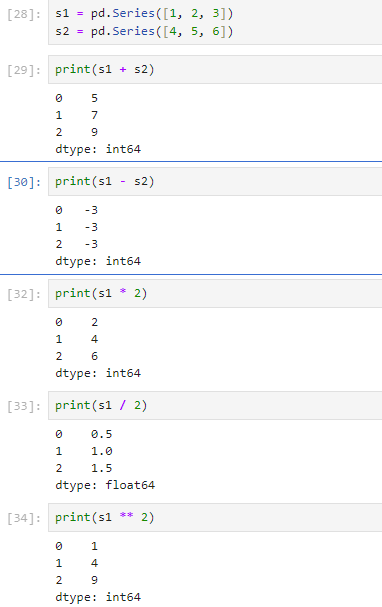 [28]: s1 = pd.Series([1, 2, 3])
s2 = pd.Series([4, 5, 6])
[29]: print(s1 + s2)
0    5
1    7
2    9
dtype: int64
[30]: print(s1 - s2)
0   -3
1   -3
2   -3
dtype: int64
[32]: print(s1 * 2)
0    2
1    4
2    6
dtype: int64
[33]: print(s1 / 2)
0    0.5
1    1.0
2    1.5
dtype: float64
[34]: print(s1 ** 2)
0    1
1    4
2    9
dtype: int64